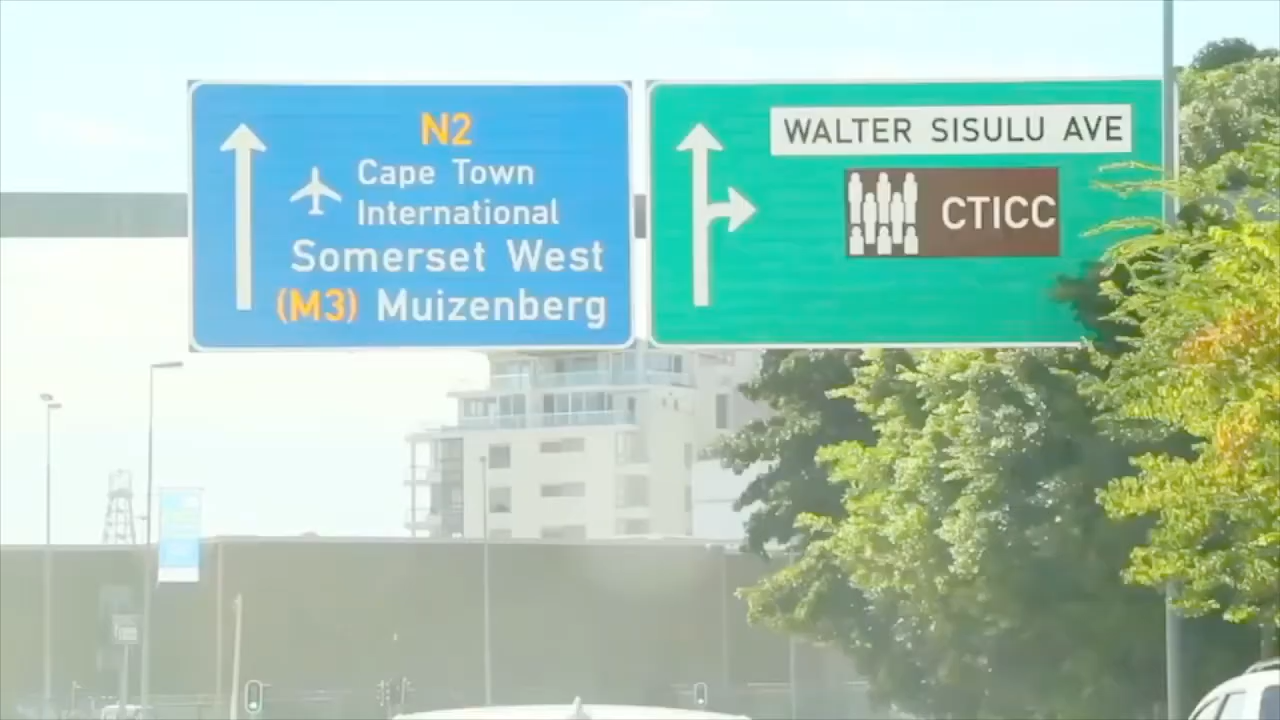 N2
Cape Town
International
Somerset West
(M3) Muizenberg
WALTER SISULU AVE
CTICC